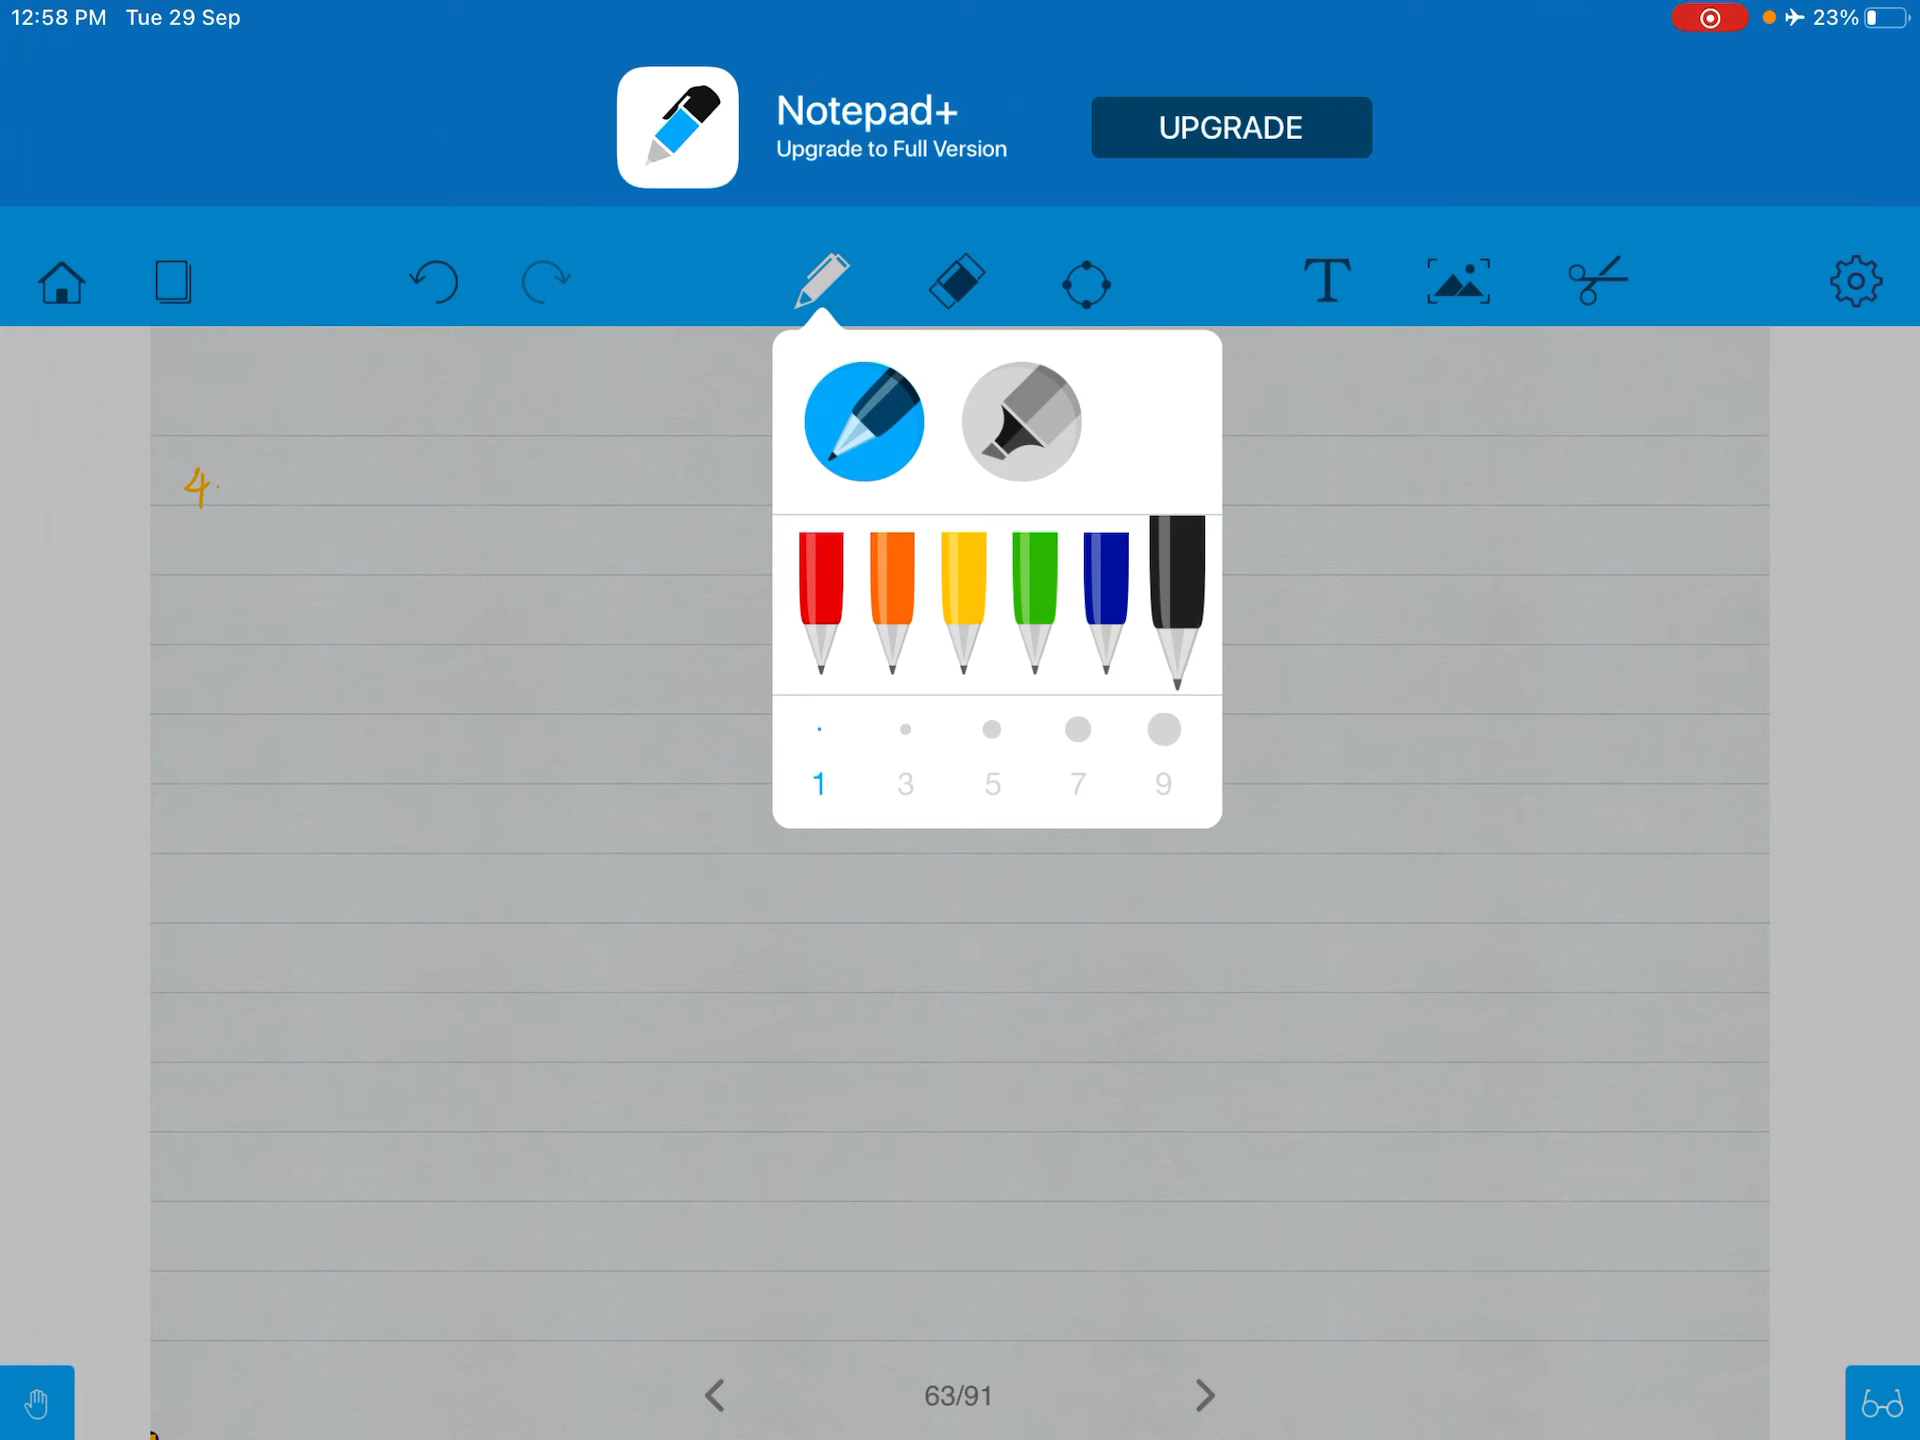 12:58 PM Tue 29 Sep 23%
Notepad+
Upgrade to Full Version
UPGRADE
T
4.
1 3 5 7 9
63/91